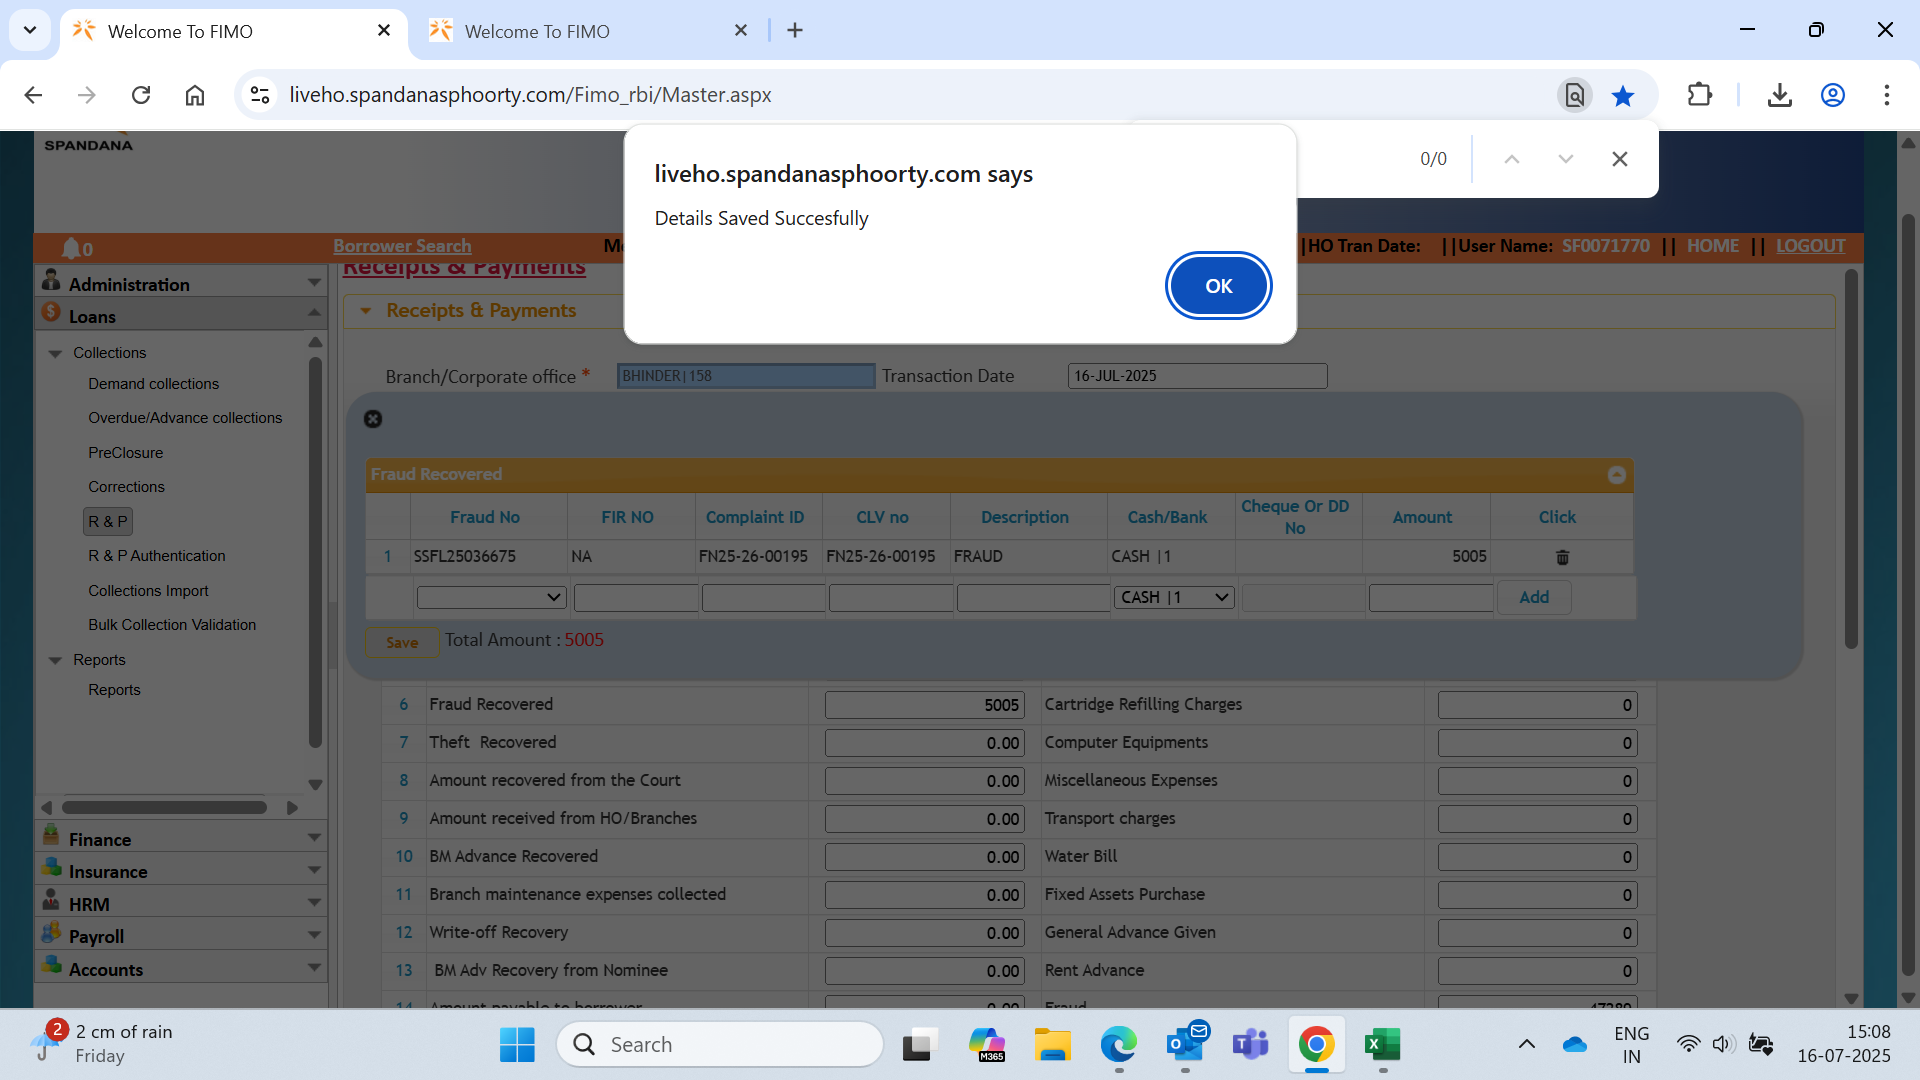 Welcome To FIMO
Welcome To FIMO
liveho.spandanasphoorty.com/Fimo_rbi/Master.aspx
0/0
liveho.spandanasphoorty.com says
Details Saved Succesfully
OK
SPANDANA
0
Borrower Search
|HO Tran Date: ||User Name: SF0071770 || HOME || LOGOUT
Administration
Loans
Collections
Demand collections
Overdue/Advance collections
PreClosure
Corrections
R & P
R & P Authentication
Collections Import
Bulk Collection Validation
Reports
Reports
Finance
Insurance
HRM
Payroll
Accounts
Receipts & Payments
Receipts & Payments
Branch/Corporate office * BHINDER|158 Transaction Date 16-JUL-2025
Fraud Recovered
Fraud No FIR NO Complaint ID CLV no Description Cash/Bank Cheque Or DD No Amount Click
1 SSFL25036675 NA FN25-26-00195 FN25-26-00195 FRAUD CASH |1 5005
CASH |1 Add
Save Total Amount : 5005
6 Fraud Recovered 5005 Cartridge Refilling Charges 0
7 Theft Recovered 0.00 Computer Equipments 0
8 Amount recovered from the Court 0.00 Miscellaneous Expenses 0
9 Amount received from HO/Branches 0.00 Transport charges 0
10 BM Advance Recovered 0.00 Water Bill 0
11 Branch maintenance expenses collected 0.00 Fixed Assets Purchase 0
12 Write-off Recovery 0.00 General Advance Given 0
13 BM Adv Recovery from Nominee 0.00 Rent Advance 0
14 Amount payable to borrower 0.00 Fraud
2
2 cm of rain
Friday
Search
M365
ENG
IN
15:08
16-07-2025